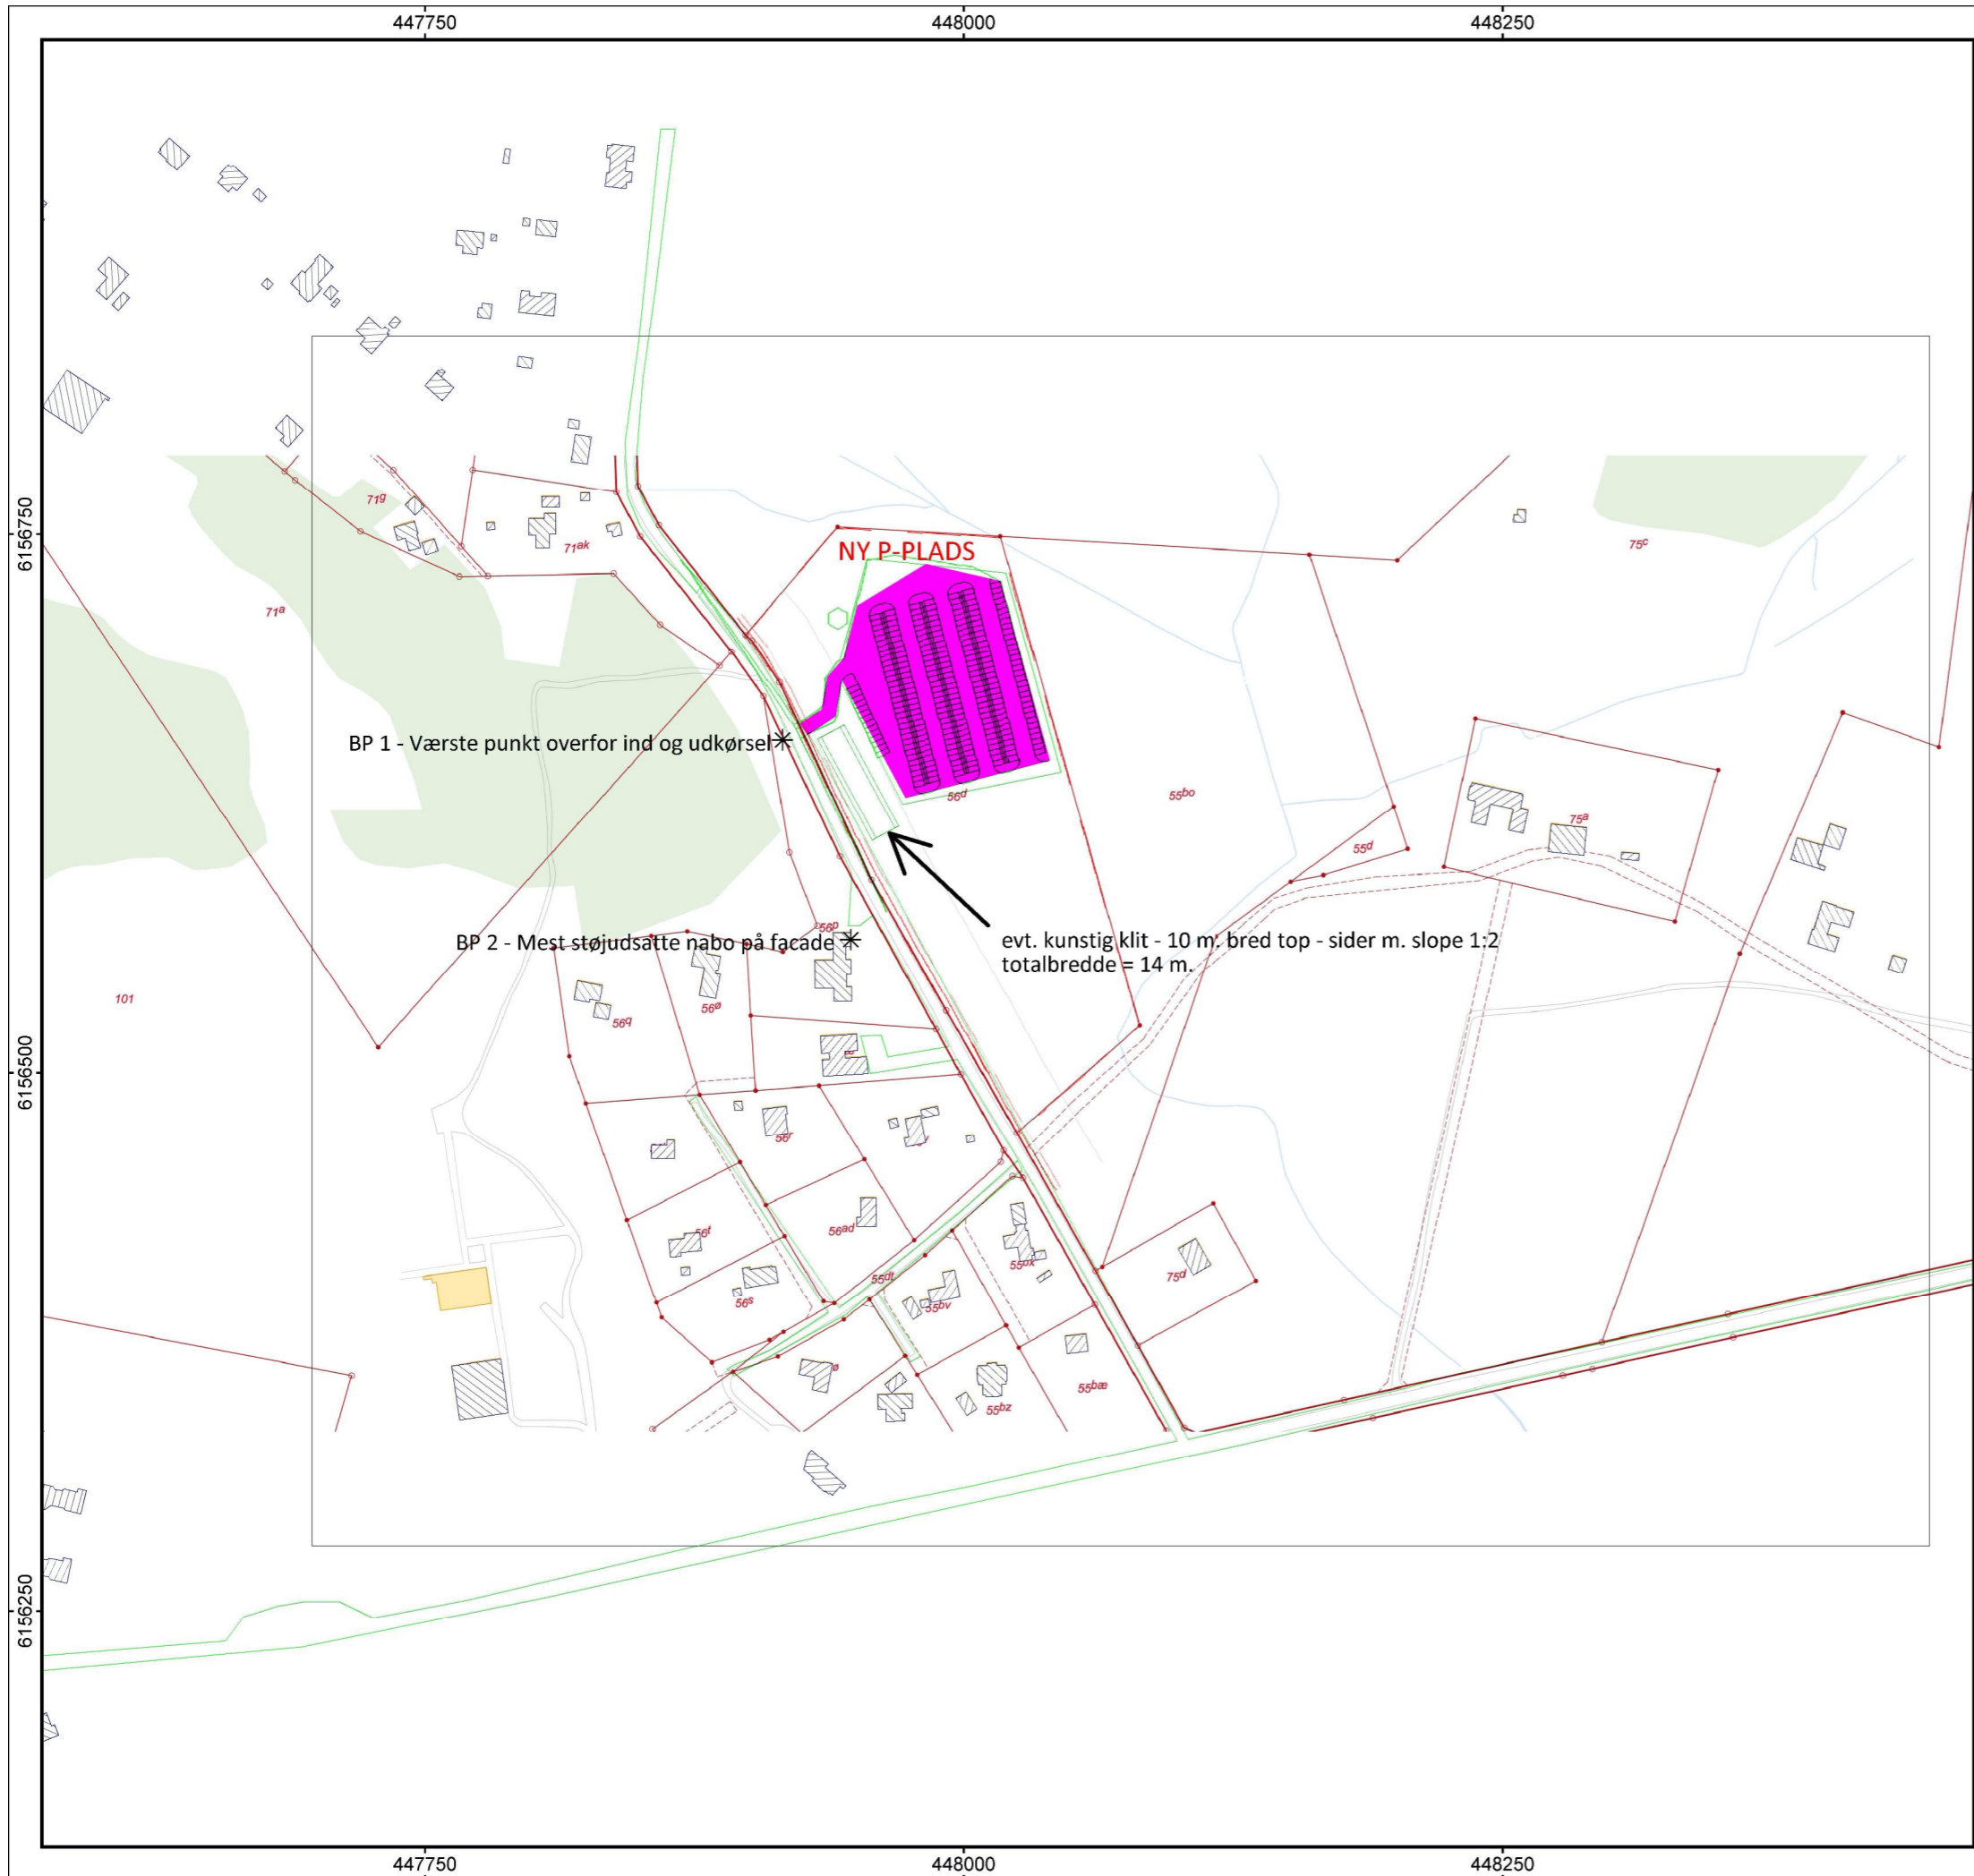 447750
448000
448250
6156750
71g
71ak
NY P-PLADS
75c
71a
BP 1 - Værste punkt overfor ind og udkørsel
56d
55bo
75a
55d
56p
BP 2 - Mest støjudsatte nabo på facade
evt. kunstig klit - 10 m. bred top - sider m. slope 1:2
totalbredde = 14 m.
101
56q
56ø
6156500
56r
56ad
56t
55bx
55dt
75d
56s
55bv
55bæ
55bz
6156250
447750
448000
448250